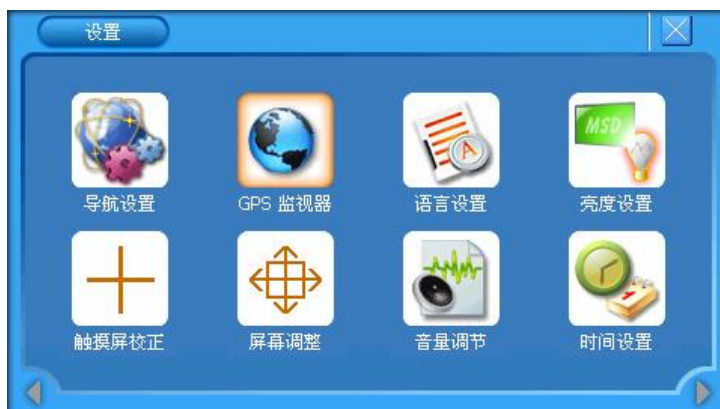 设置
MSD
A
1
导航设置
GPS 监视器
语言设置
亮度设置
触摸屏校正
屏幕调整
音量调节
时间设置